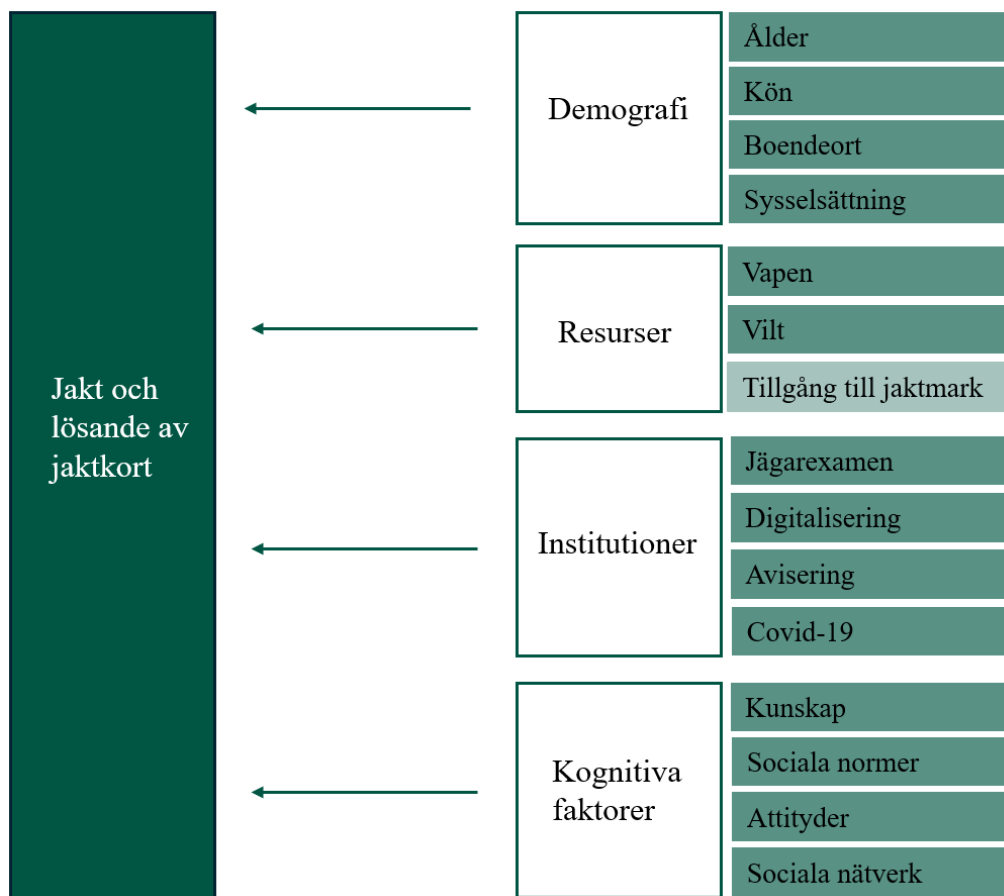 Jakt och
lösande av
jaktkort
Demografi
Ålder
Kön
Boendeort
Sysselsättning
Resurser
Vapen
Vilt
Tillgång till jaktmark
Institutioner
Jägarexamen
Digitalisering
Avisering
Covid-19
Kognitiva
faktorer
Kunskap
Sociala normer
Attityder
Sociala nätverk